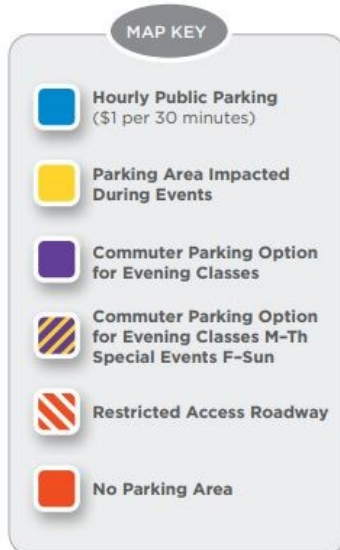 MAP KEY
Hourly Public Parking
($1 per 30 minutes)
Parking Area Impacted
During Events
Commuter Parking Option
for Evening Classes
Commuter Parking Option
for Evening Classes M–Th
Special Events F–Sun
Restricted Access Roadway
No Parking Area